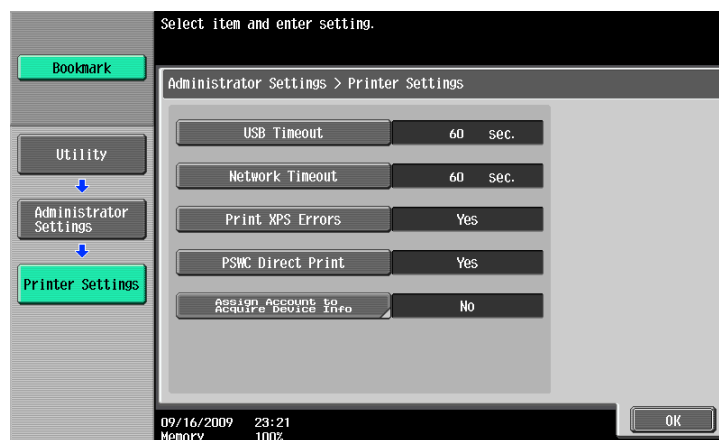 Select item and enter setting.
Bookmark
Administrator Settings > Printer Settings
USB Timeout 60 sec.
Utility
Network Timeout 60 sec.
Administrator
Settings
Print XPS Errors Yes
PSWC Direct Print Yes
Printer Settings
Assign Account to
Acquire Device Info
No
09/16/2009 23:21
Memory 100%
OK